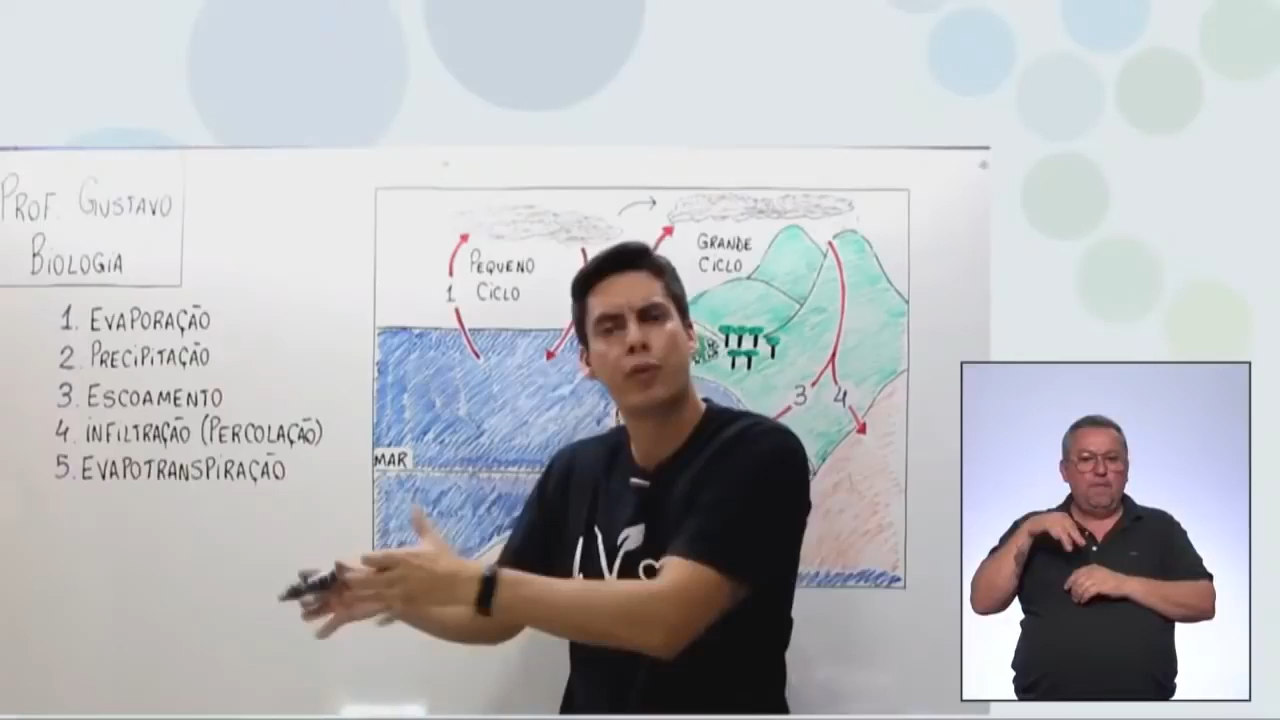 PROF. GUSTAVO
BIOLOGIA
1. EVAPORAÇÃO
2. PRECIPITAÇÃO
3. ESCOAMENTO
4. INFILTRAÇÃO (PERCOLAÇÃO)
5. EVAPOTRANSPIRAÇÃO
PEQUENO
1 CICLO
GRANDE
CICLO
3 4
MAR